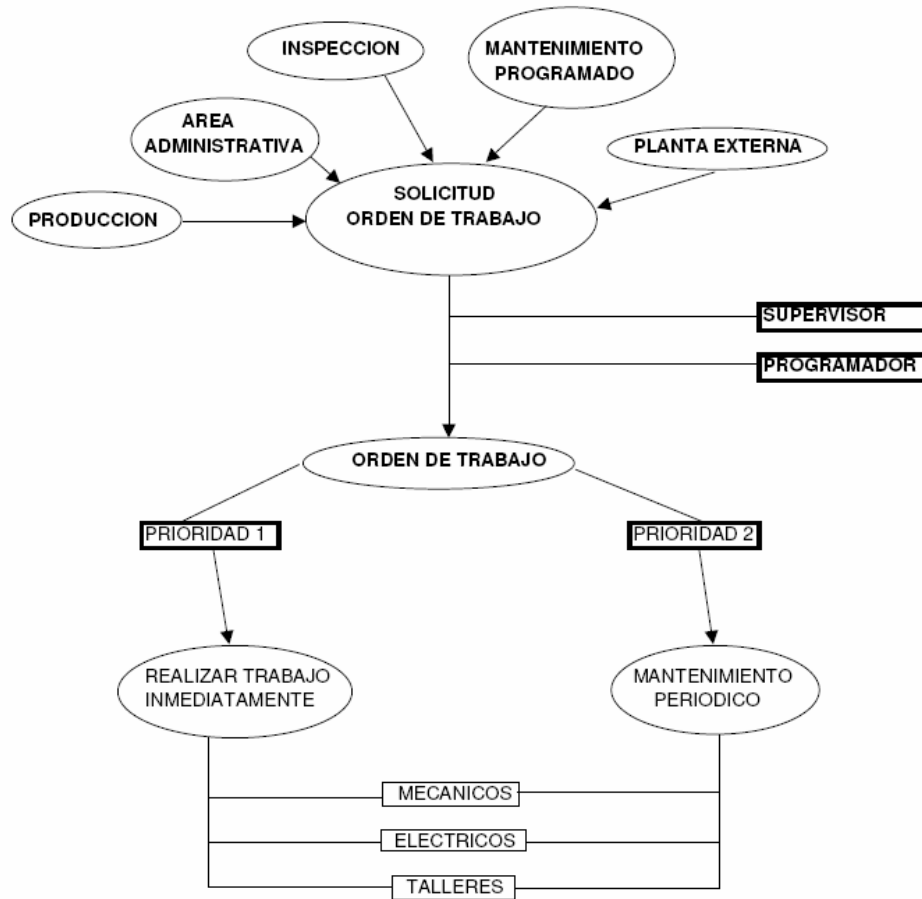 INSPECCION
MANTENIMIENTO
PROGRAMADO
AREA
ADMINISTRATIVA
PLANTA EXTERNA
PRODUCCION
SOLICITUD
ORDEN DE TRABAJO
SUPERVISOR
PROGRAMADOR
ORDEN DE TRABAJO
PRIORIDAD 1
PRIORIDAD 2
REALIZAR TRABAJO
INMEDIATAMENTE
MANTENIMIENTO
PERIODICO
MECANICOS
ELECTRICOS
TALLERES